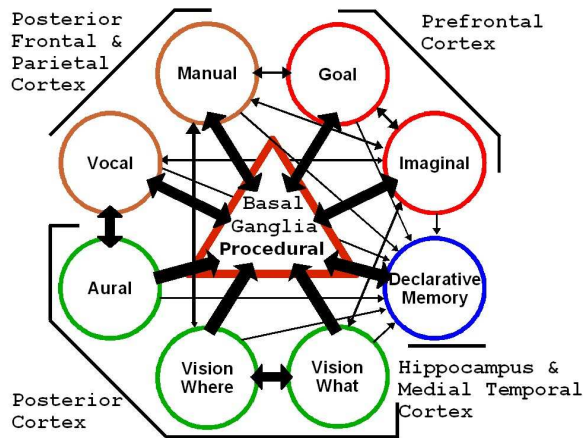 Posterior
Frontal &
Parietal
Cortex
Prefrontal
Cortex
Manual
Goal
Vocal
Imaginal
Basal
Ganglia
Procedural
Aural
Declarative
Memory
Vision
Where
Vision
What
Posterior
Cortex
Hippocampus &
Medial Temporal
Cortex